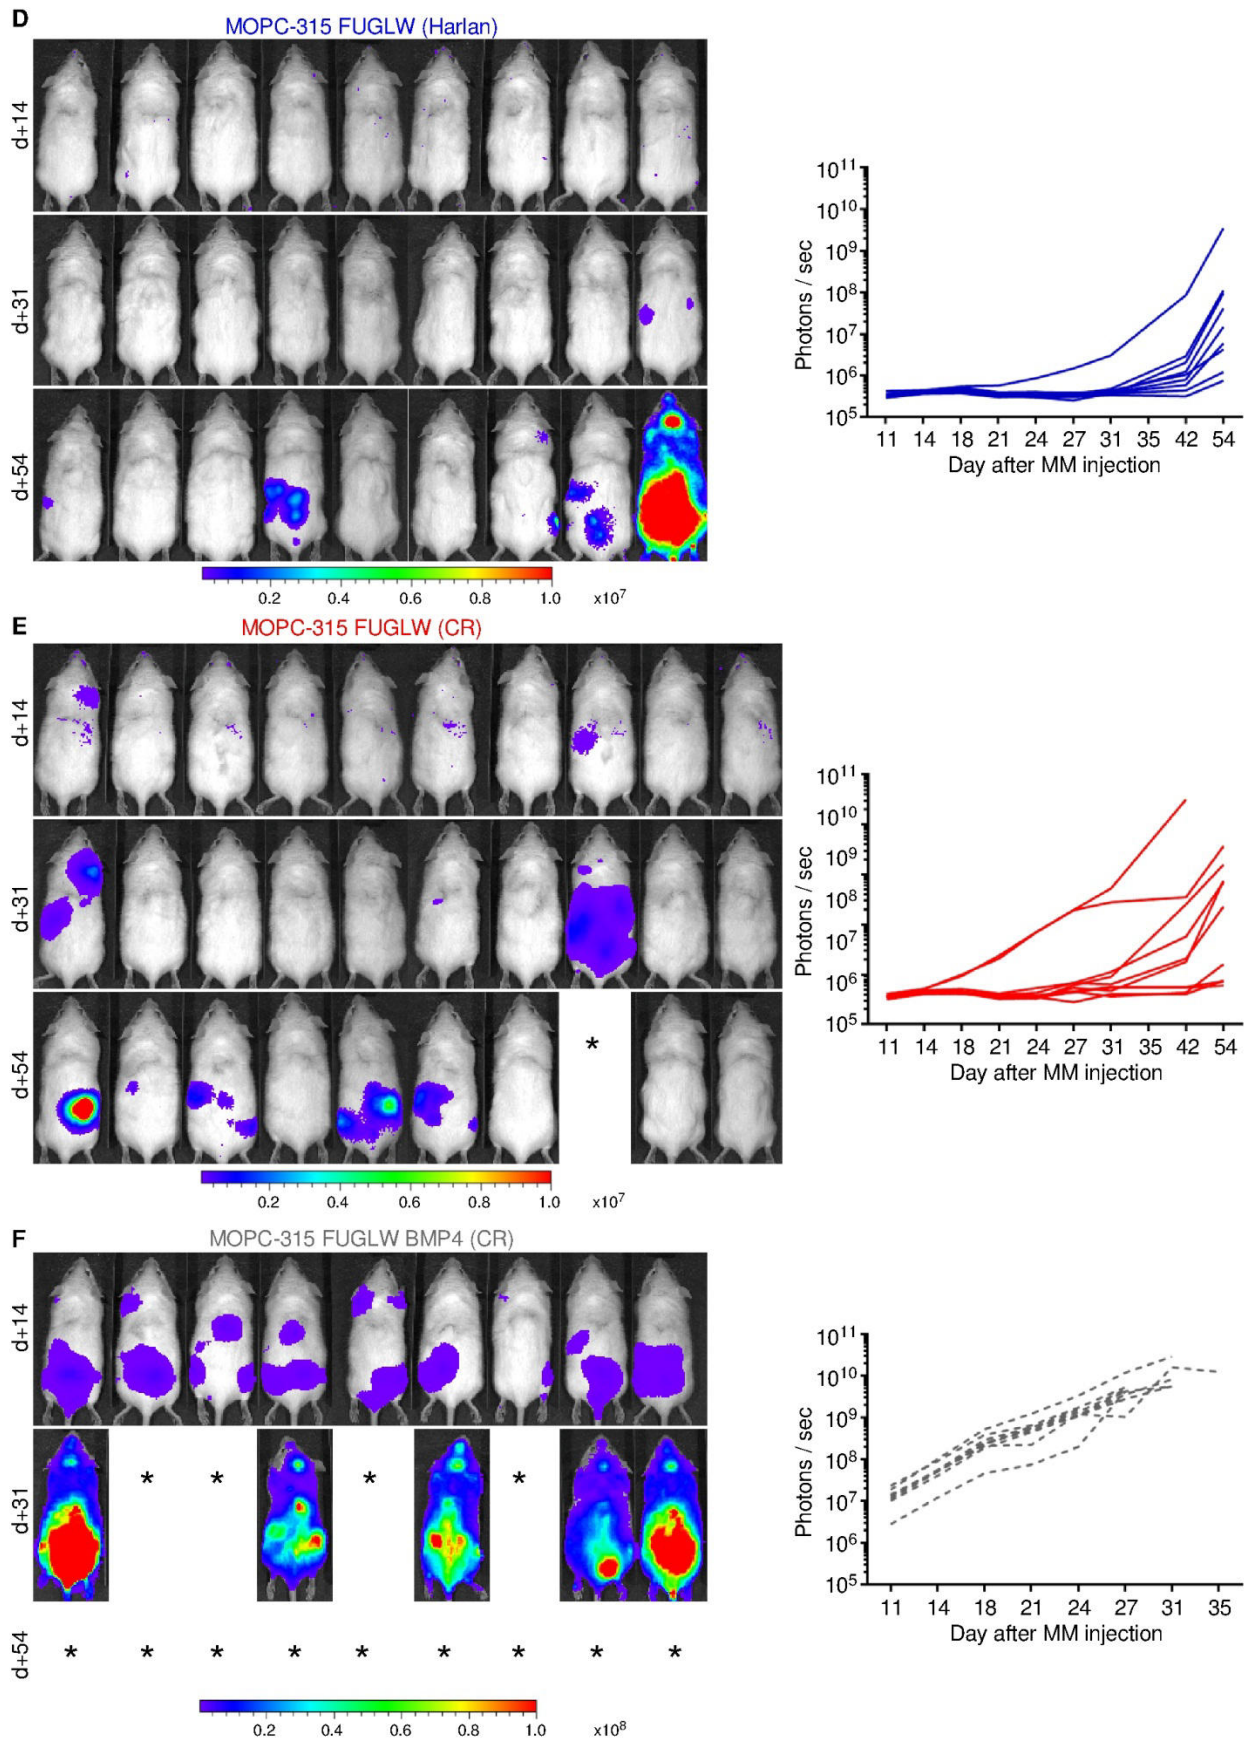 D
MOPC-315 FUGLW (Harlan)
d+14
d+31
d+54
0.2 0.4 0.6 0.8 1.0 x10⁷
10¹¹
10¹⁰
10⁹
10⁸
10⁷
10⁶
10⁵
Photons / sec
11 14 18 21 24 27 31 35 42 54
Day after MM injection
E
MOPC-315 FUGLW (CR)
d+14
d+31
d+54
*
0.2 0.4 0.6 0.8 1.0 x10⁷
10¹¹
10¹⁰
10⁹
10⁸
10⁷
10⁶
10⁵
Photons / sec
11 14 18 21 24 27 31 35 42 54
Day after MM injection
F
MOPC-315 FUGLW BMP4 (CR)
d+14
d+31
* * * *
d+54
* * * * * * * * *
0.2 0.4 0.6 0.8 1.0 x10⁸
10¹¹
10¹⁰
10⁹
10⁸
10⁷
10⁶
10⁵
Photons / sec
11 14 18 21 24 27 31 35
Day after MM injection